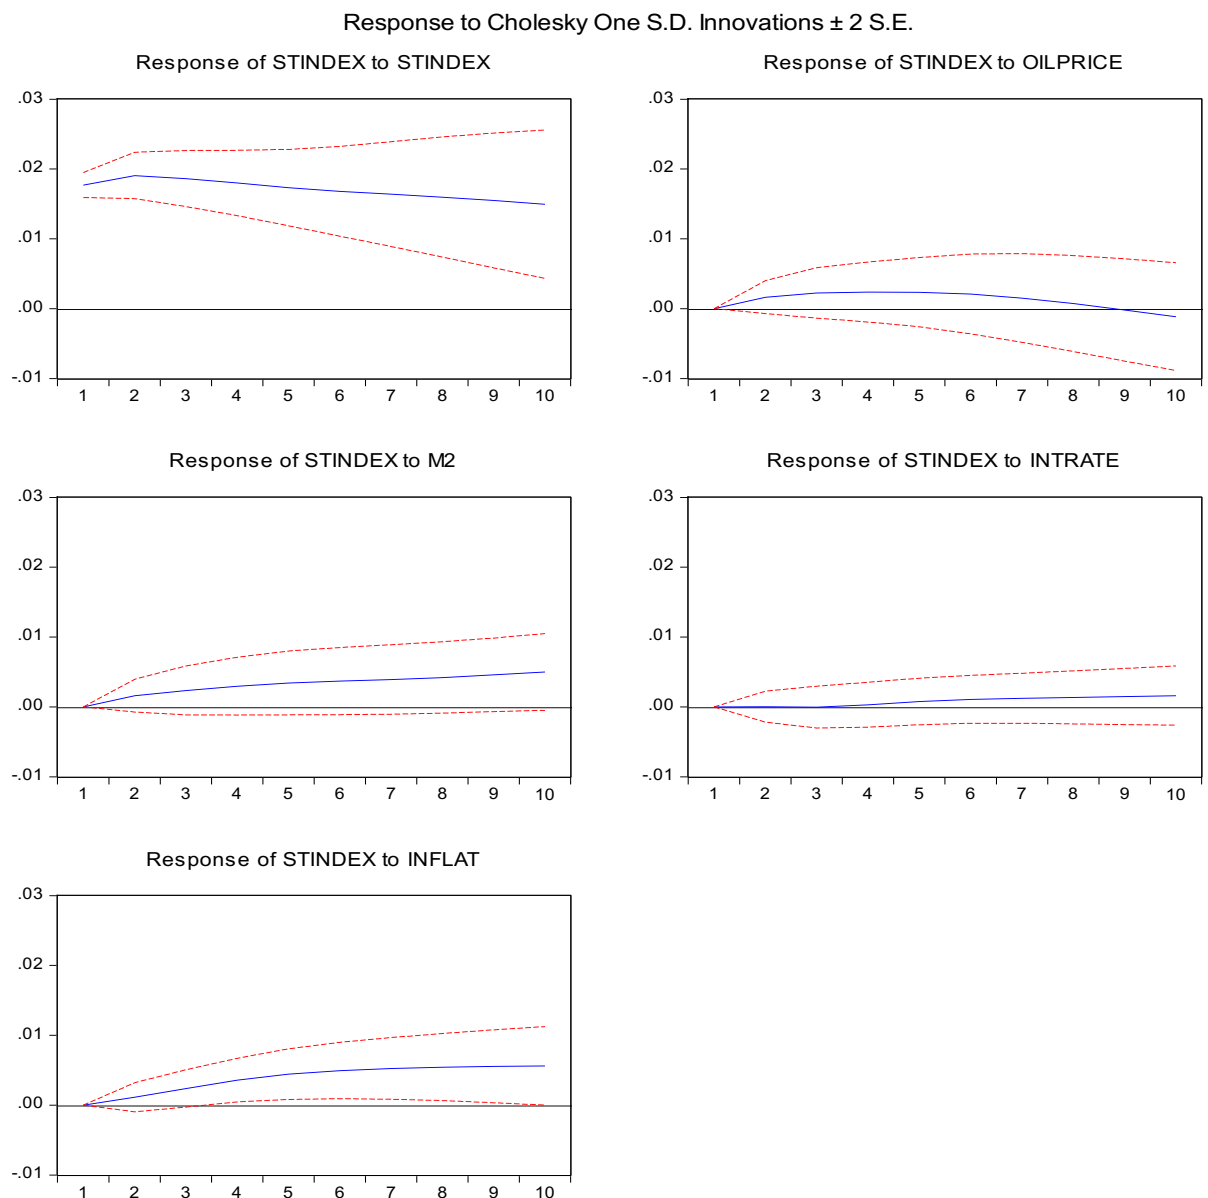 Response to Cholesky One S.D. Innovations ± 2 S.E.
Response of STINDEX to STINDEX
.03
.02
.01
.00
-.01
1 2 3 4 5 6 7 8 9 10
Response of STINDEX to OILPRICE
.03
.02
.01
.00
-.01
1 2 3 4 5 6 7 8 9 10
Response of STINDEX to M2
.03
.02
.01
.00
-.01
1 2 3 4 5 6 7 8 9 10
Response of STINDEX to INTRATE
.03
.02
.01
.00
-.01
1 2 3 4 5 6 7 8 9 10
Response of STINDEX to INFLAT
.03
.02
.01
.00
-.01
1 2 3 4 5 6 7 8 9 10